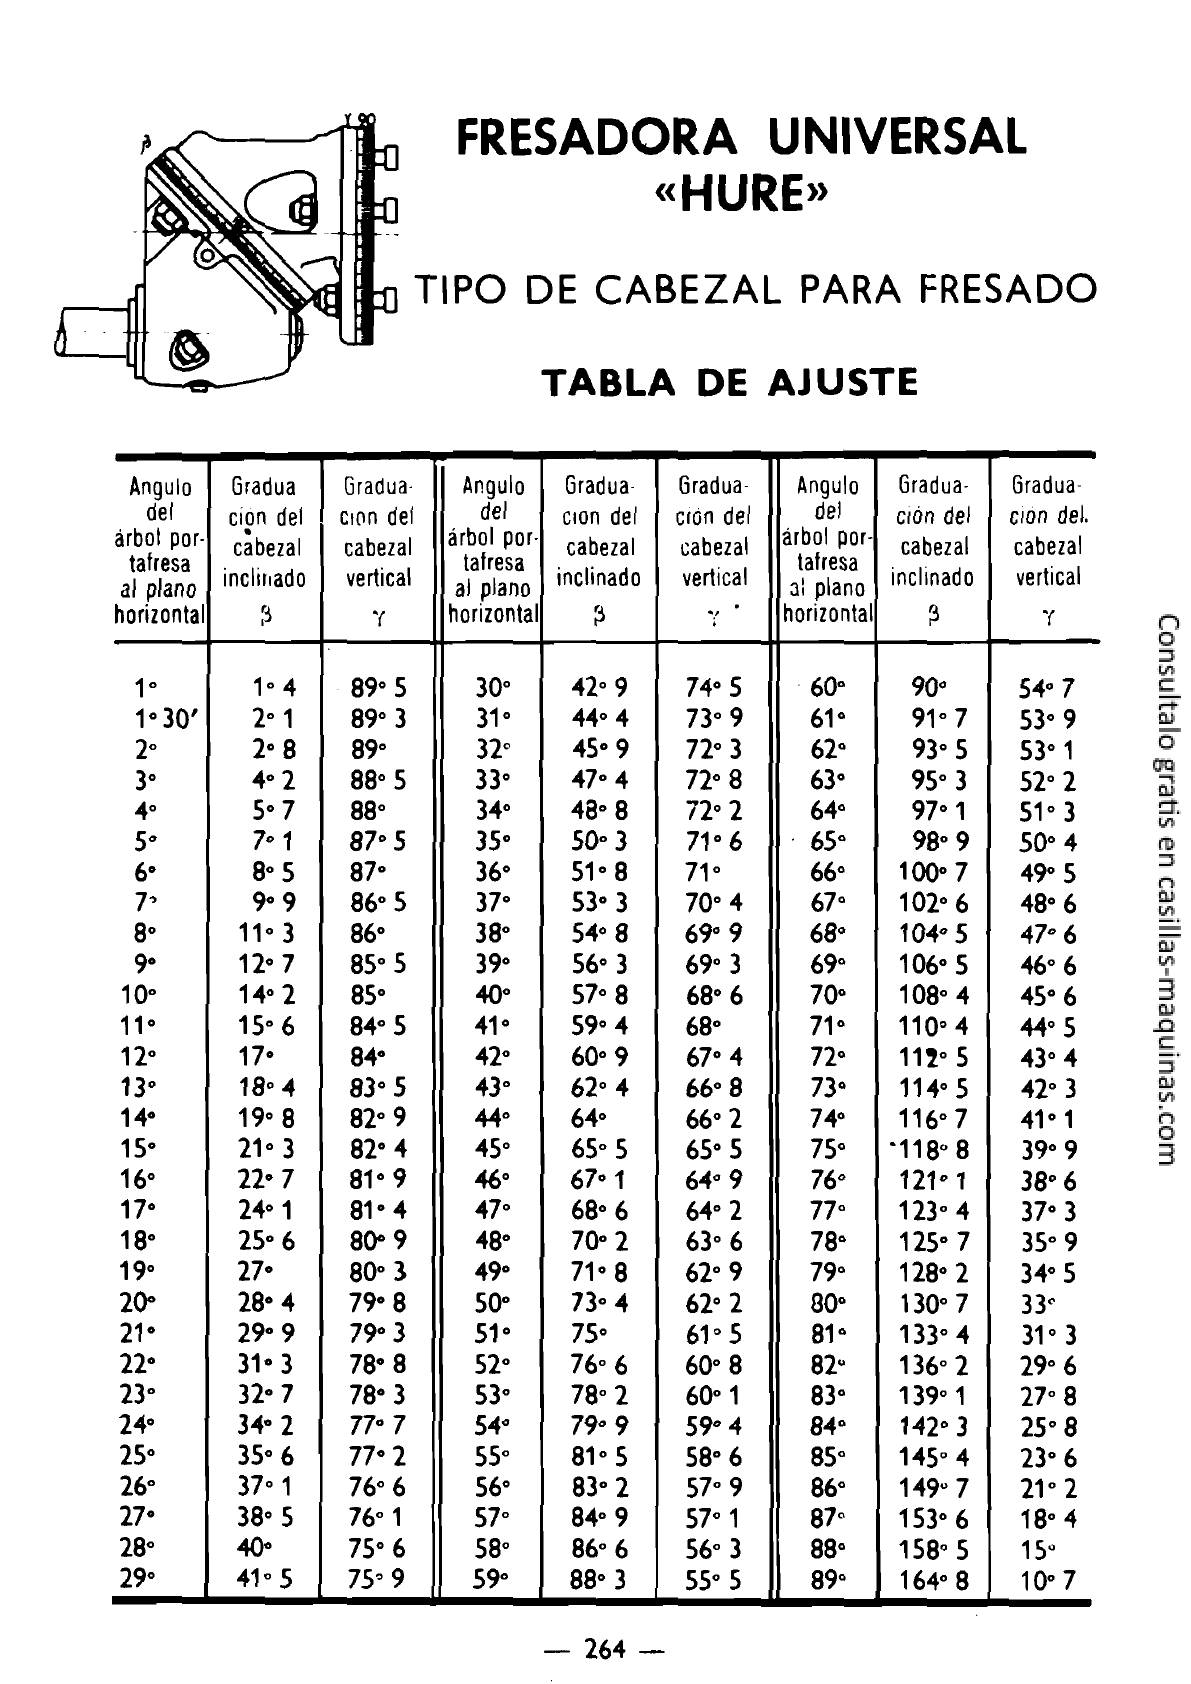 β
γ 90
FRESADORA UNIVERSAL
«HURE»
TIPO DE CABEZAL PARA FRESADO
TABLA DE AJUSTE
Angulo del árbol por- tafresa al plano horizontal | Gradua ción del cabezal inclinado β | Gradua- cion del cabezal vertical γ | Angulo del árbol por- tafresa al plano horizontal | Gradua- cion del cabezal inclinado β | Gradua- ción del cabezal vertical γ | Angulo del árbol por- tafresa al plano horizontal | Gradua- ción del cabezal inclinado β | Gradua- cion del. cabezal vertical γ
1° 1° 4 89° 5 30° 42° 9 74° 5 60° 90° 54° 7
1° 30' 2° 1 89° 3 31° 44° 4 73° 9 61° 91° 7 53° 9
2° 2° 8 89° 32° 45° 9 72° 3 62° 93° 5 53° 1
3° 4° 2 88° 5 33° 47° 4 72° 8 63° 95° 3 52° 2
4° 5° 7 88° 34° 48° 8 72° 2 64° 97° 1 51° 3
5° 7° 1 87° 5 35° 50° 3 71° 6 65° 98° 9 50° 4
6° 8° 5 87° 36° 51° 8 71° 66° 100° 7 49° 5
7° 9° 9 86° 5 37° 53° 3 70° 4 67° 102° 6 48° 6
8° 11° 3 86° 38° 54° 8 69° 9 68° 104° 5 47° 6
9° 12° 7 85° 5 39° 56° 3 69° 3 69° 106° 5 46° 6
10° 14° 2 85° 40° 57° 8 68° 6 70° 108° 4 45° 6
11° 15° 6 84° 5 41° 59° 4 68° 71° 110° 4 44° 5
12° 17° 84° 42° 60° 9 67° 4 72° 112° 5 43° 4
13° 18° 4 83° 5 43° 62° 4 66° 8 73° 114° 5 42° 3
14° 19° 8 82° 9 44° 64° 66° 2 74° 116° 7 41° 1
15° 21° 3 82° 4 45° 65° 5 65° 5 75° 118° 8 39° 9
16° 22° 7 81° 9 46° 67° 1 64° 9 76° 121° 1 38° 6
17° 24° 1 81° 4 47° 68° 6 64° 2 77° 123° 4 37° 3
18° 25° 6 80° 9 48° 70° 2 63° 6 78° 125° 7 35° 9
19° 27° 80° 3 49° 71° 8 62° 9 79° 128° 2 34° 5
20° 28° 4 79° 8 50° 73° 4 62° 2 80° 130° 7 33°
21° 29° 9 79° 3 51° 75° 61° 5 81° 133° 4 31° 3
22° 31° 3 78° 8 52° 76° 6 60° 8 82° 136° 2 29° 6
23° 32° 7 78° 3 53° 78° 2 60° 1 83° 139° 1 27° 8
24° 34° 2 77° 7 54° 79° 9 59° 4 84° 142° 3 25° 8
25° 35° 6 77° 2 55° 81° 5 58° 6 85° 145° 4 23° 6
26° 37° 1 76° 6 56° 83° 2 57° 9 86° 149° 7 21° 2
27° 38° 5 76° 1 57° 84° 9 57° 1 87° 153° 6 18° 4
28° 40° 75° 6 58° 86° 6 56° 3 88° 158° 5 15°
29° 41° 5 75° 9 59° 88° 3 55° 5 89° 164° 8 10° 7
— 264 —
Consultalo gratis en casillas-maquinas.com